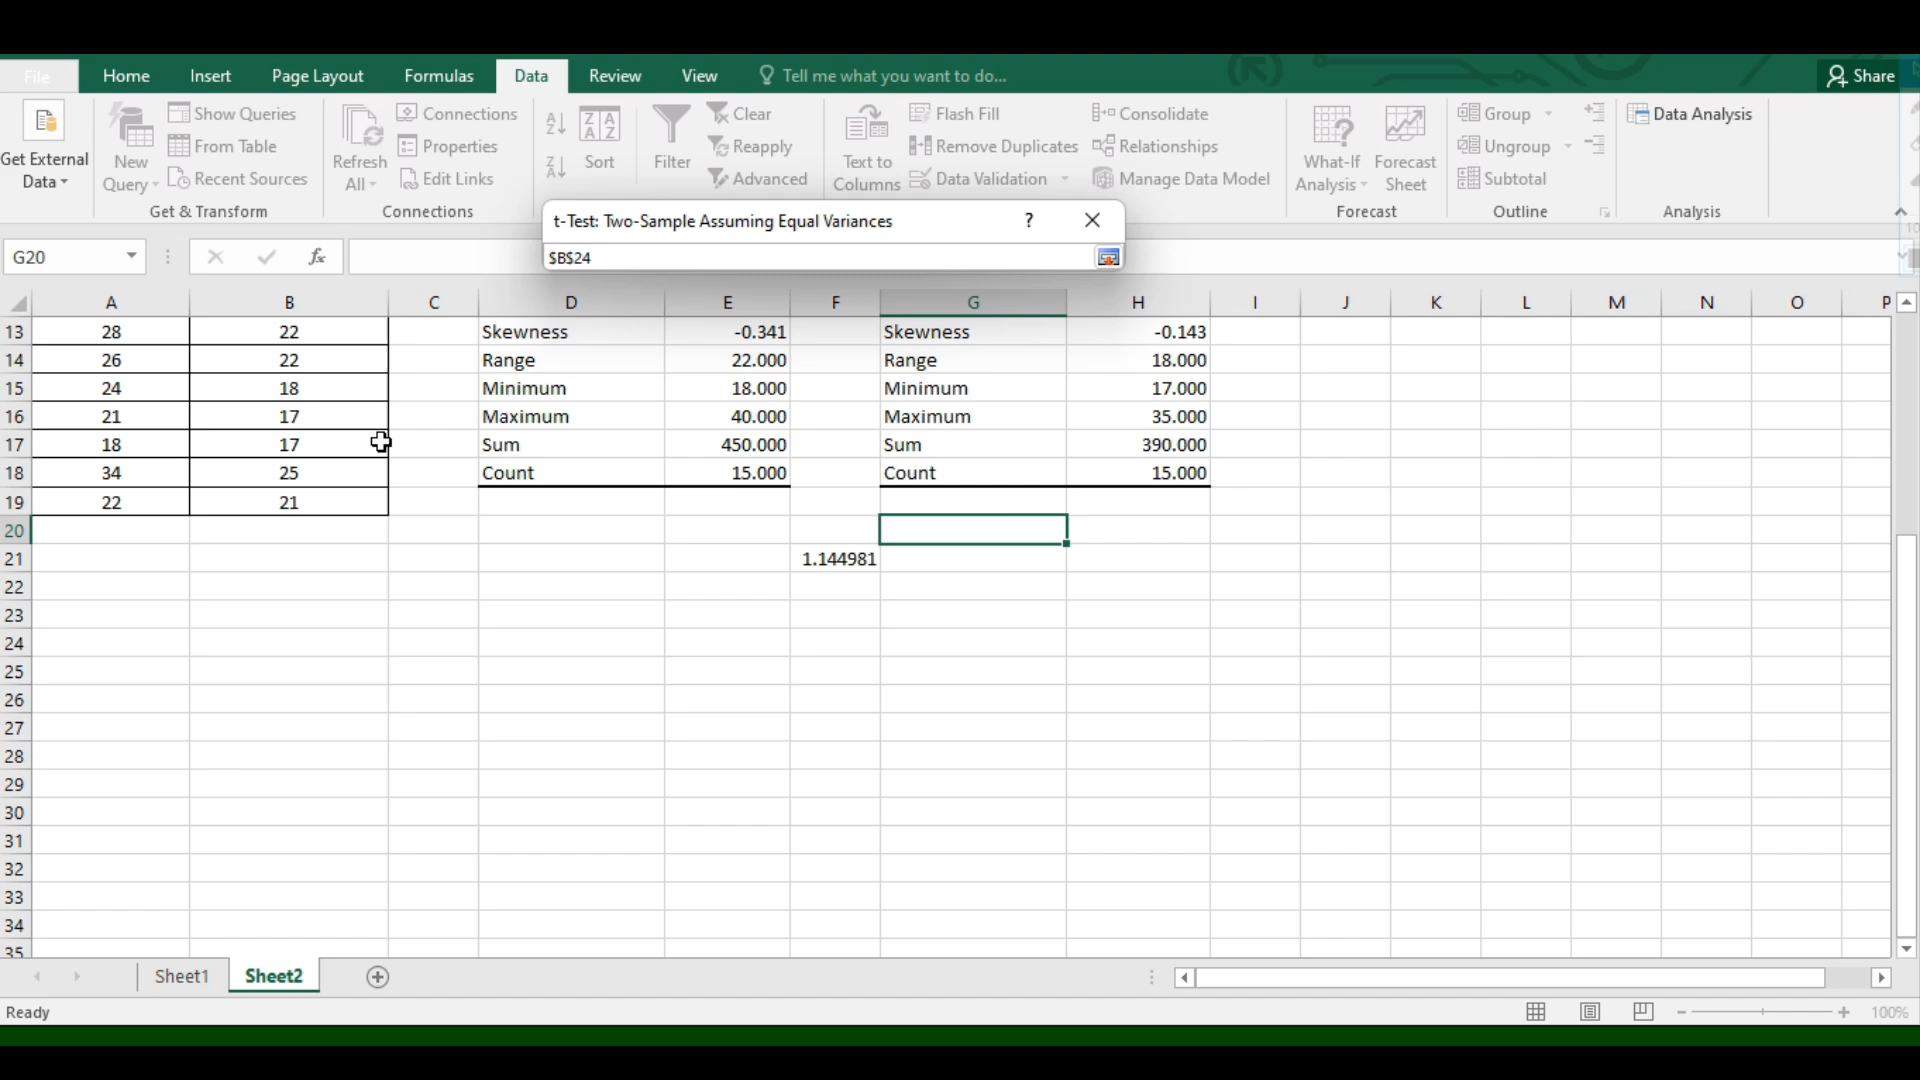 File Home Insert Page Layout Formulas Data Review View Tell me what you want to do... Share
Get External Data
New Query
Show Queries
From Table
Recent Sources
Get & Transform
Refresh All
Connections
Properties
Edit Links
Connections
Sort
Filter
Clear
Reapply
Advanced
Text to Columns
Flash Fill
Remove Duplicates
Data Validation
Consolidate
Relationships
Manage Data Model
What-If Analysis
Forecast Sheet
Forecast
Group
Ungroup
Subtotal
Outline
Data Analysis
Analysis
t-Test: Two-Sample Assuming Equal Variances ?
$B$24
G20 fx
A B C D E F G H I J K L M N O P
13 28 22 Skewness -0.341 Skewness -0.143
14 26 22 Range 22.000 Range 18.000
15 24 18 Minimum 18.000 Minimum 17.000
16 21 17 Maximum 40.000 Maximum 35.000
17 18 17 Sum 450.000 Sum 390.000
18 34 25 Count 15.000 Count 15.000
19 22 21
20
21 1.144981
22
23
24
25
26
27
28
29
30
31
32
33
34
35
Sheet1 Sheet2
Ready 100%